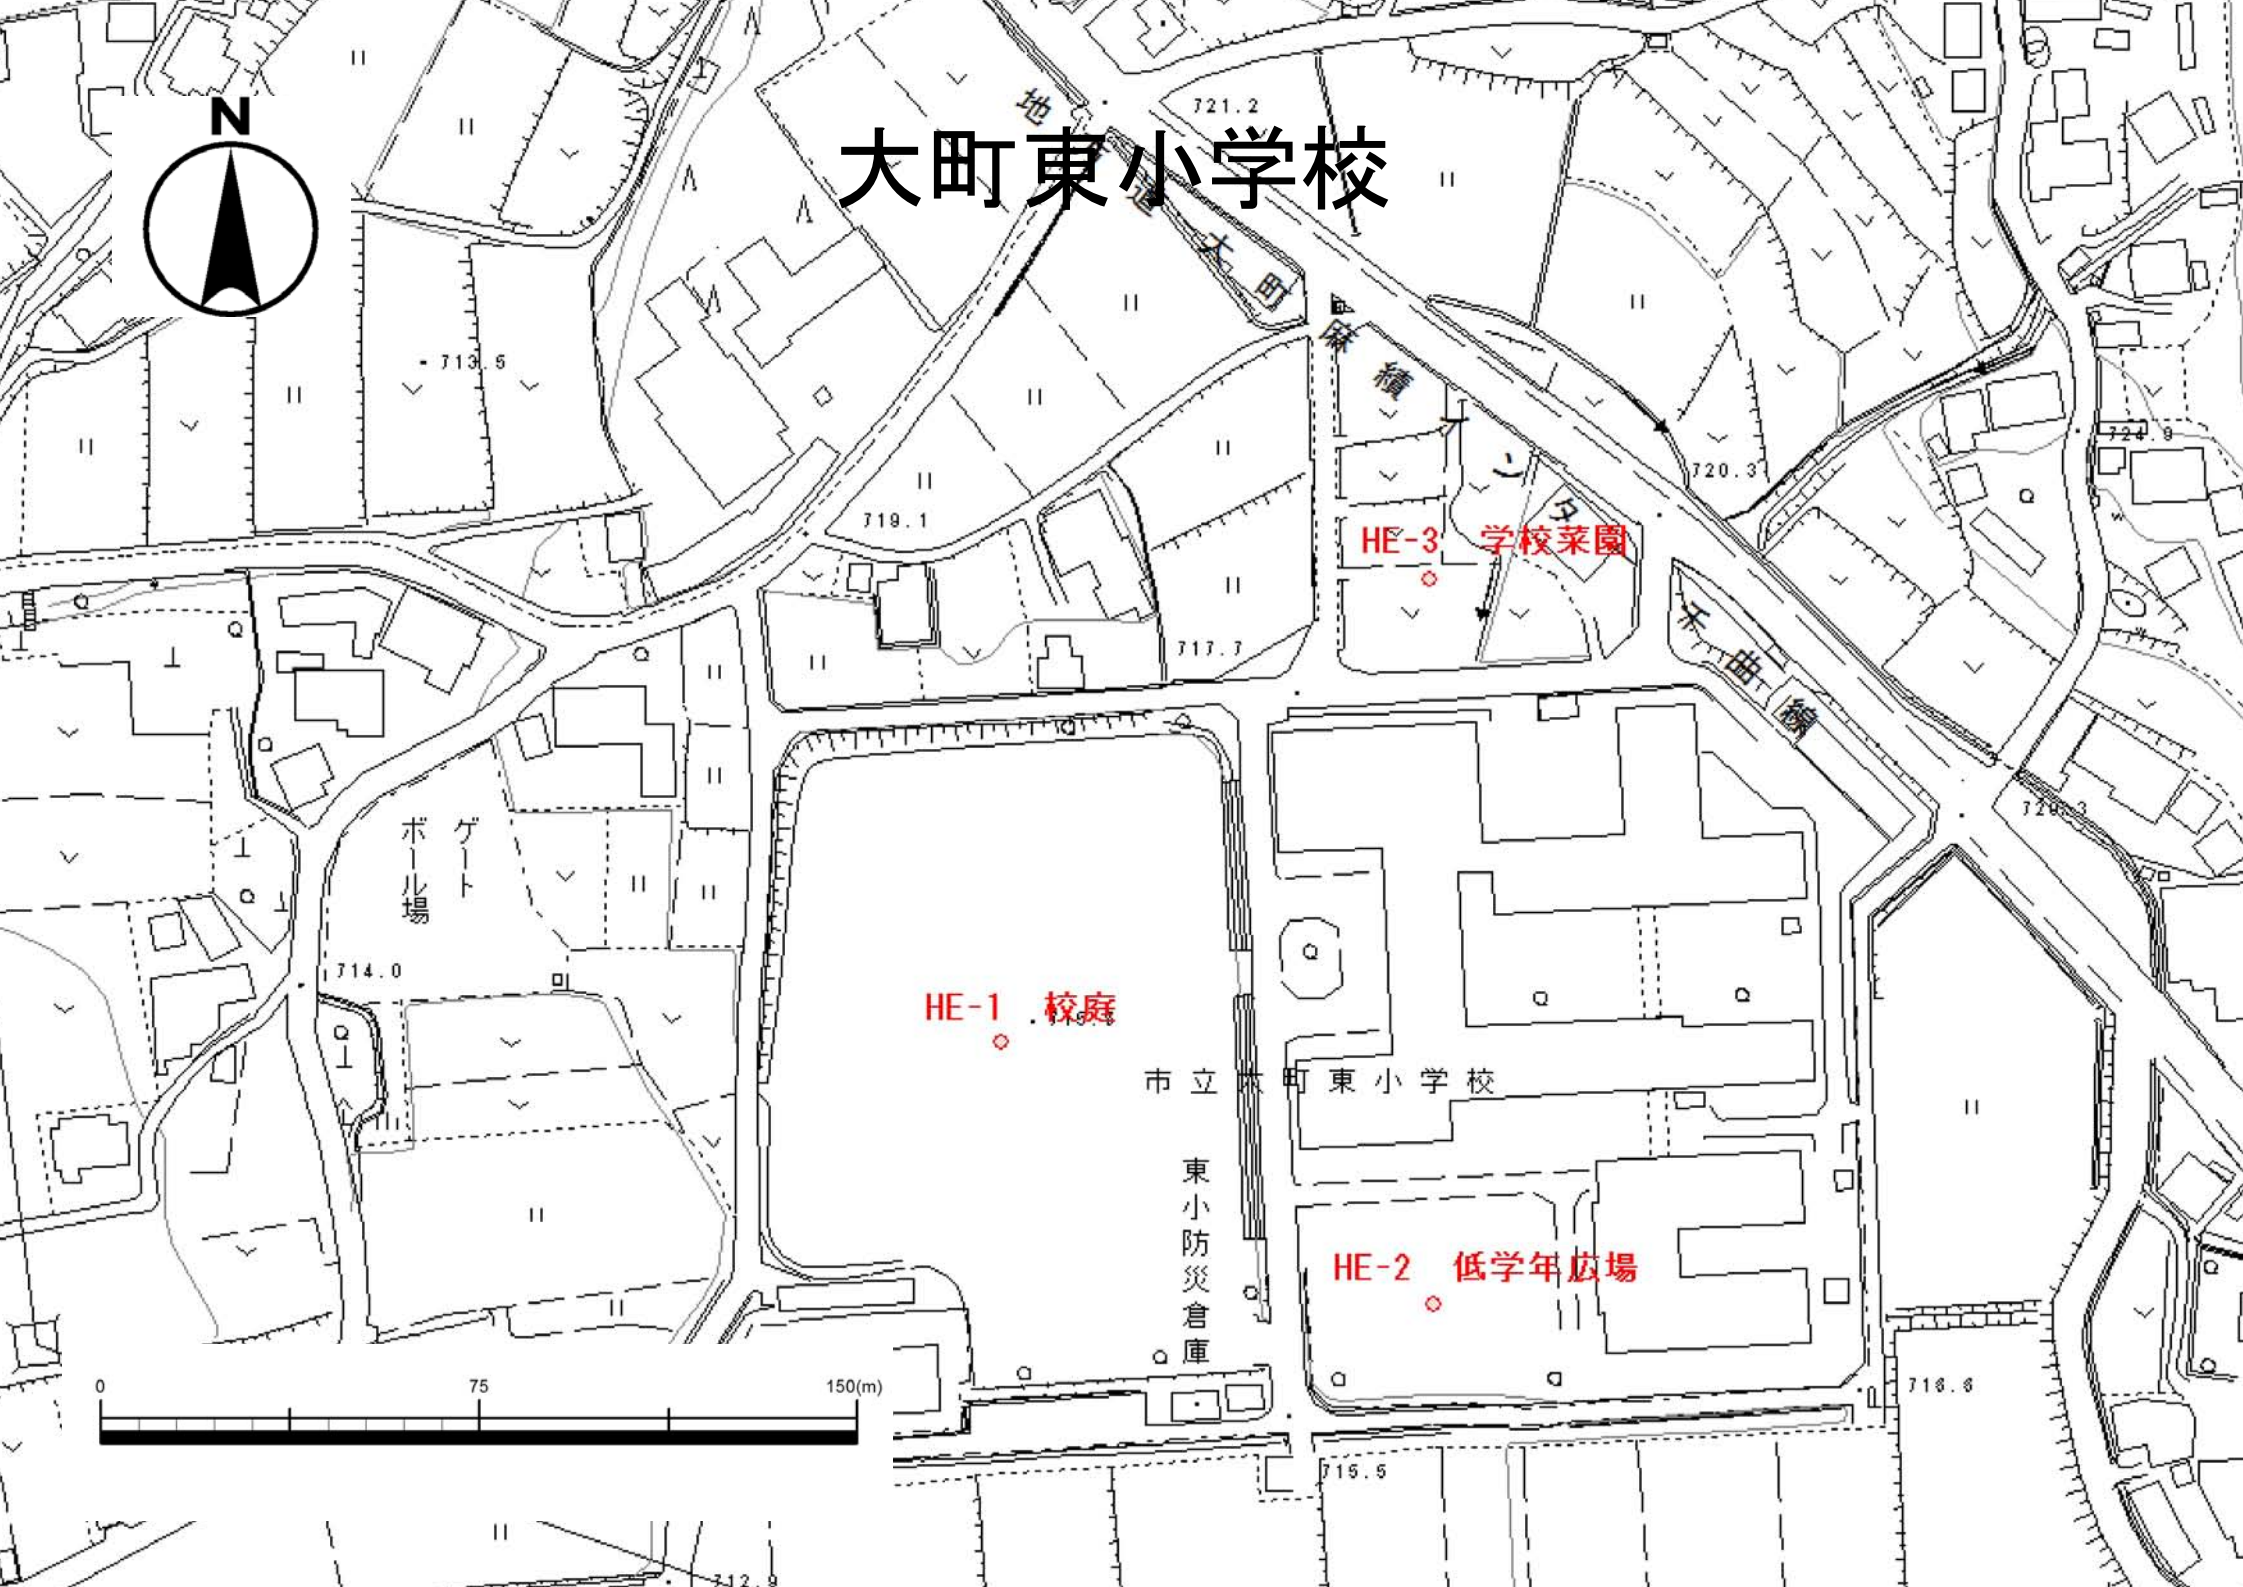 N
大町東小学校
721.2
地方道大町麻績インター木曲線
713.5
719.1
720.3
724.9
HE-3 学校菜園
717.7
720.3
ゲート
ボール場
714.0
HE-1 校庭
市立大町東小学校
東小防災倉庫
HE-2 低学年広場
716.6
0 75 150(m)
715.5
712.9